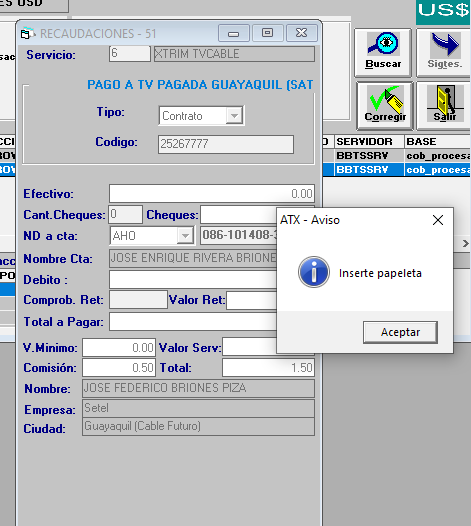 ES USD
US$
RECAUDACIONES - 51
Servicio: 6 XTRIM TVCABLE
PAGO A TV PAGADA GUAYAQUIL (SAT
Tipo: Contrato
Codigo: 25267777
Buscar
Sigtes.
Corregir
Salir
SERVIDOR BASE
BBTSSRV cob_procesa
BBTSSRV cob_procesa
Efectivo: 0.00
Cant.Cheques: 0 Cheques:
ND a cta: AHO 086-101408-
Nombre Cta: JOSE ENRIQUE RIVERA BRIONE
Debito :
Comprob. Ret: Valor Ret:
Total a Pagar:
ATX - Aviso
Inserte papeleta
Aceptar
V.Minimo: 0.00 Valor Serv:
Comisión: 0.50 Total: 1.50
Nombre: JOSE FEDERICO BRIONES PIZA
Empresa: Setel
Ciudad: Guayaquil (Cable Futuro)